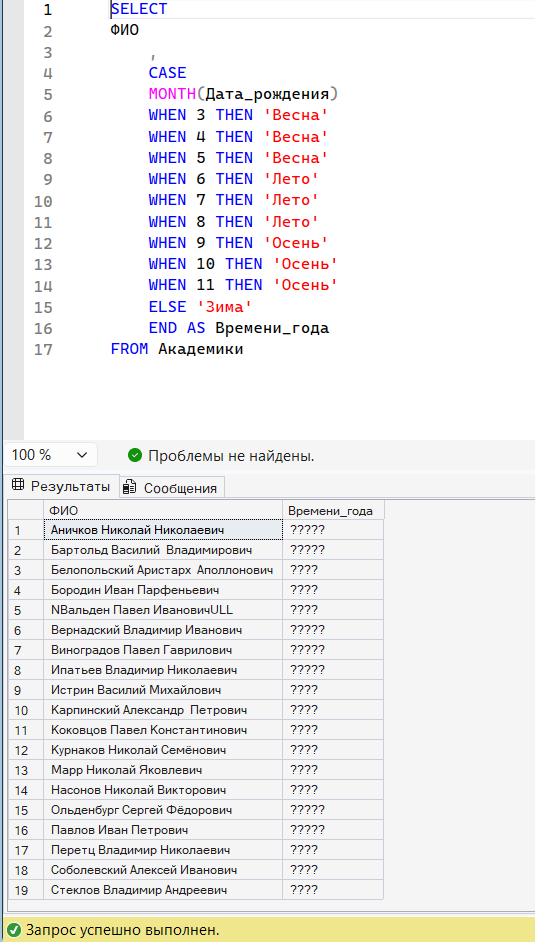 1 SELECT
2 ФИО
3 ,
4 CASE
5 MONTH(Дата_рождения)
6 WHEN 3 THEN 'Весна'
7 WHEN 4 THEN 'Весна'
8 WHEN 5 THEN 'Весна'
9 WHEN 6 THEN 'Лето'
10 WHEN 7 THEN 'Лето'
11 WHEN 8 THEN 'Лето'
12 WHEN 9 THEN 'Осень'
13 WHEN 10 THEN 'Осень'
14 WHEN 11 THEN 'Осень'
15 ELSE 'Зима'
16 END AS Времени_года
17 FROM Академики
100 % Проблемы не найдены.
Результаты Сообщения
ФИО Времени_года
1 Аничков Николай Николаевич ?????
2 Бартольд Василий Владимирович ?????
3 Белопольский Аристарх Аполлонович ????
4 Бородин Иван Парфеньевич ????
5 NВальден Павел ИвановичULL ????
6 Вернадский Владимир Иванович ?????
7 Виноградов Павел Гаврилович ?????
8 Ипатьев Владимир Николаевич ?????
9 Истрин Василий Михайлович ????
10 Карпинский Александр Петрович ????
11 Коковцов Павел Константинович ????
12 Курнаков Николай Семёнович ????
13 Марр Николай Яковлевич ????
14 Насонов Николай Викторович ????
15 Ольденбург Сергей Фёдорович ?????
16 Павлов Иван Петрович ?????
17 Перетц Владимир Николаевич ????
18 Соболевский Алексей Иванович ????
19 Стеклов Владимир Андреевич ????
Запрос успешно выполнен.